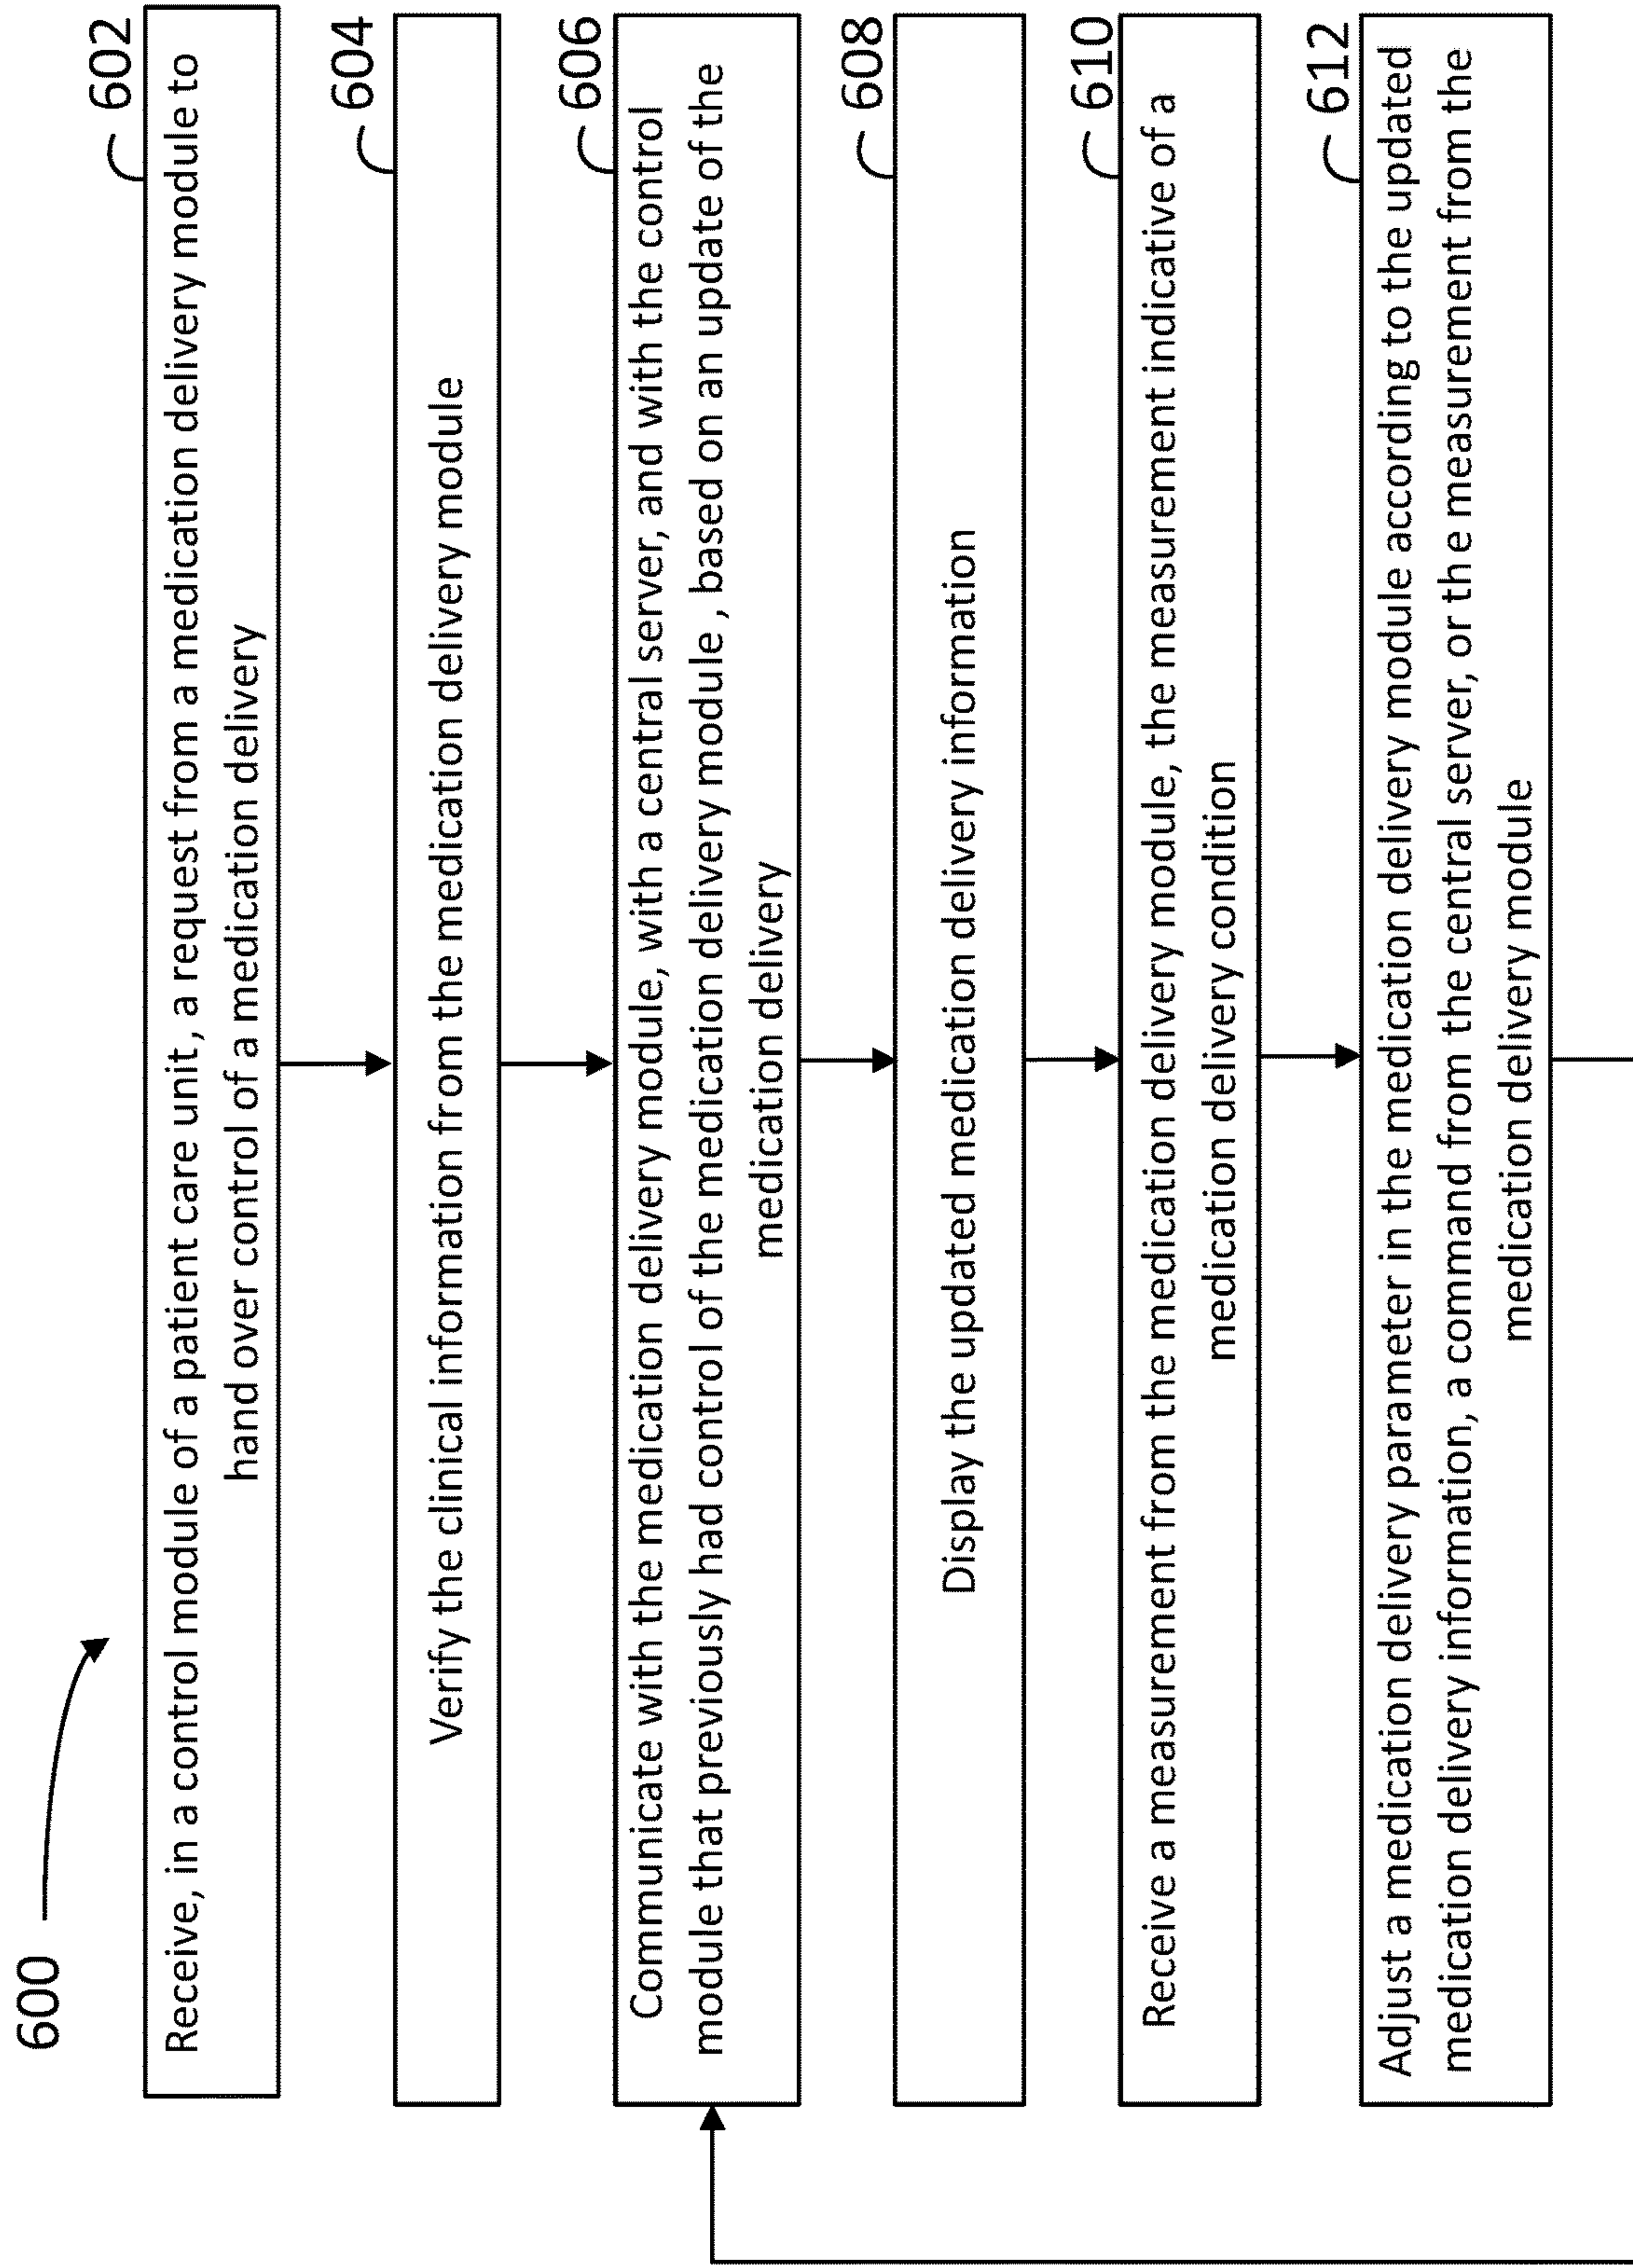 600
602
Receive, in a control module of a patient care unit, a request from a medication delivery module to
hand over control of a medication delivery
604
Verify the clinical information from the medication delivery module
606
Communicate with the medication delivery module, with a central server, and with the control
module that previously had control of the medication delivery module , based on an update of the
medication delivery
608
Display the updated medication delivery information
610
Receive a measurement from the medication delivery module, the measurement indicative of a
medication delivery condition
612
Adjust a medication delivery parameter in the medication delivery module according to the updated
medication delivery information, a command from the central server, or the measurement from the
medication delivery module